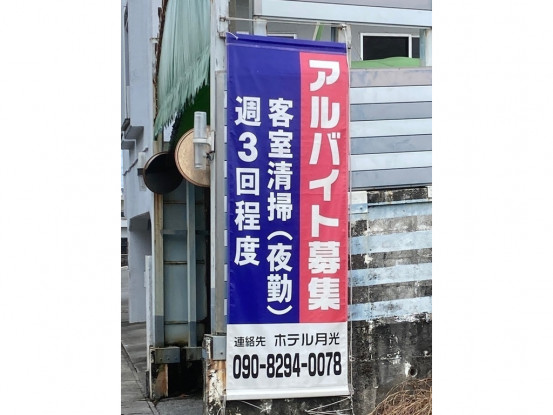 アルバイト募集
客室清掃(夜勤)
週3回程度
連絡先 ホテル月光
090-8294-0078